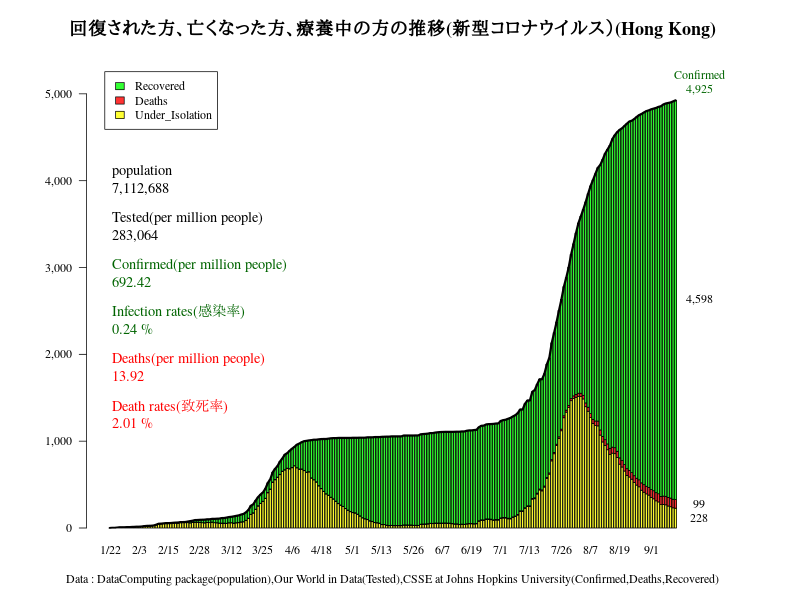 回復された方、亡くなった方、療養中の方の推移(新型コロナウイルス）(Hong Kong)
Confirmed
4,925
Recovered
Deaths
Under_Isolation
5,000
4,000
3,000
2,000
1,000
0
population
7,112,688
Tested(per million people)
283,064
Confirmed(per million people)
692.42
Infection rates(感染率)
0.24 %
Deaths(per million people)
13.92
Death rates(致死率)
2.01 %
4,598
99
228
1/22 2/3 2/15 2/28 3/12 3/25 4/6 4/18 5/1 5/13 5/26 6/7 6/19 7/1 7/13 7/26 8/7 8/19 9/1
Data : DataComputing package(population),Our World in Data(Tested),CSSE at Johns Hopkins University(Confirmed,Deaths,Recovered)